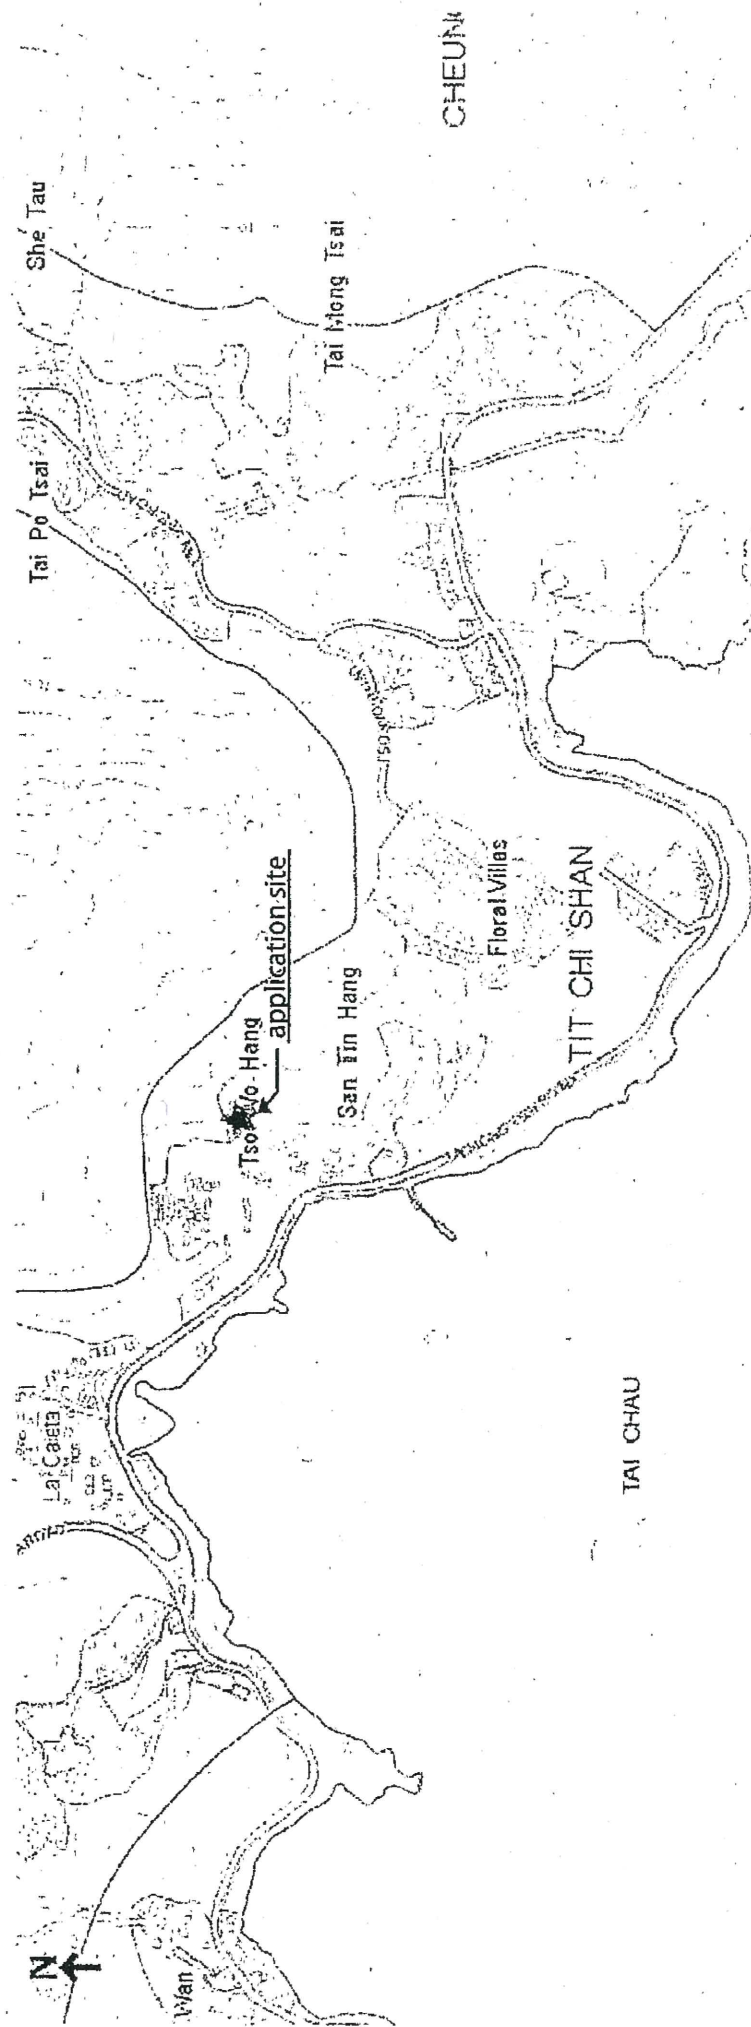 N
Wan
La Caleta
Tso Wo Hang
application site
San Tin Hang
Floral Villas
TIT CHI SHAN
TAI CHAU
Tai Po Tsai
She Tau
Tai Mong Tsai
CHEUN